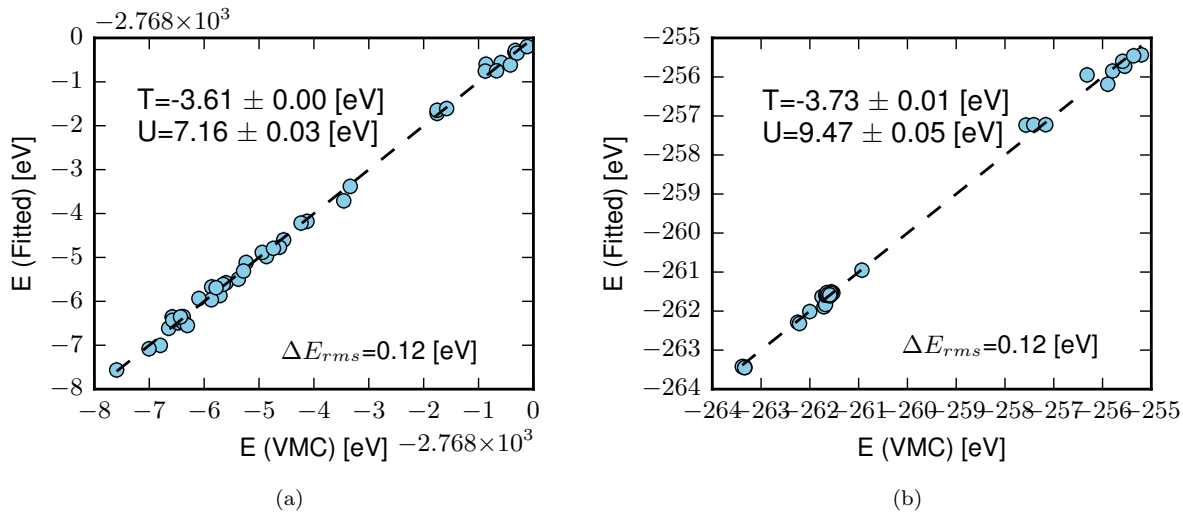 −2.768×10³
0
−1
−2
−3
−4
−5
−6
−7
−8
E (Fitted) [eV]
T=-3.61 ± 0.00 [eV]
U=7.16 ± 0.03 [eV]
ΔE_rms=0.12 [eV]
−8 −7 −6 −5 −4 −3 −2 −1 0
E (VMC) [eV]
−2.768×10³
(a)
−255
−256
−257
−258
−259
−260
−261
−262
−263
−264
E (Fitted) [eV]
T=-3.73 ± 0.01 [eV]
U=9.47 ± 0.05 [eV]
ΔE_rms=0.12 [eV]
−264 −263 −262 −261 −260 −259 −258 −257 −256 −255
E (VMC) [eV]
(b)